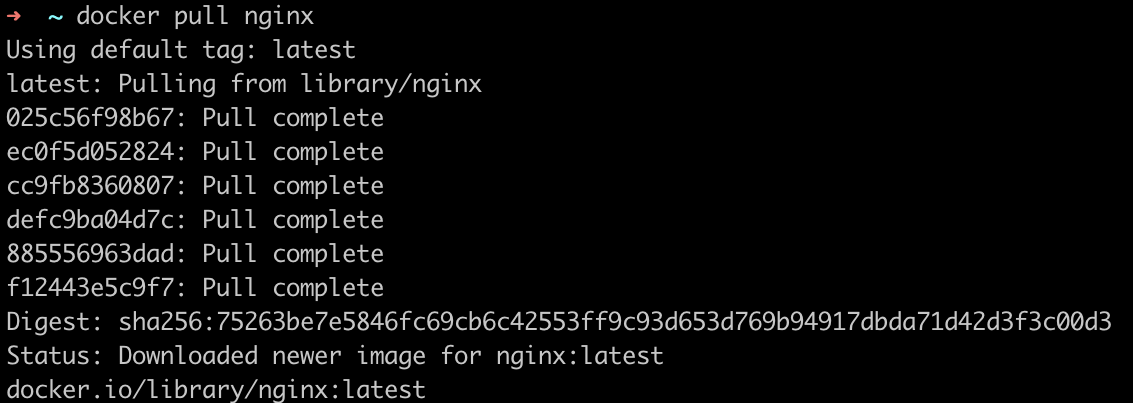 ➜  ~ docker pull nginx
Using default tag: latest
latest: Pulling from library/nginx
025c56f98b67: Pull complete
ec0f5d052824: Pull complete
cc9fb8360807: Pull complete
defc9ba04d7c: Pull complete
885556963dad: Pull complete
f12443e5c9f7: Pull complete
Digest: sha256:75263be7e5846fc69cb6c42553ff9c93d653d769b94917dbda71d42d3f3c00d3
Status: Downloaded newer image for nginx:latest
docker.io/library/nginx:latest